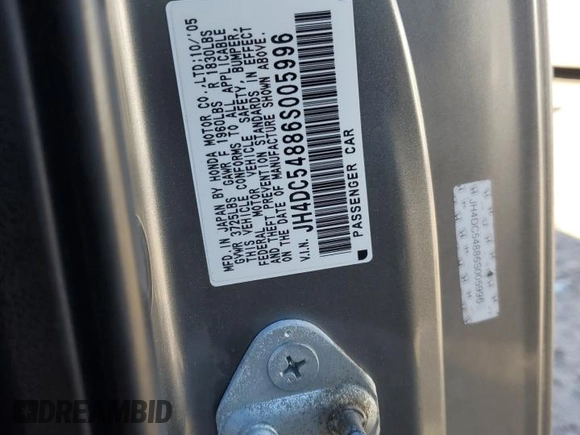 MFD. IN JAPAN BY HONDA MOTOR CO.,LTD:10/'05
GVWR 3725LBS GAWR F 1960LBS R 1830LBS
THIS VEHICLE CONFORMS TO ALL APPLICABLE
FEDERAL MOTOR VEHICLE SAFETY, BUMPER,
AND THEFT PREVENTION STANDARDS IN EFFECT
ON THE DATE OF MANUFACTURE SHOWN ABOVE.
V.I.N. JH4DC54886S005996
PASSENGER CAR
JH4DC54886S005996
DREAMBID